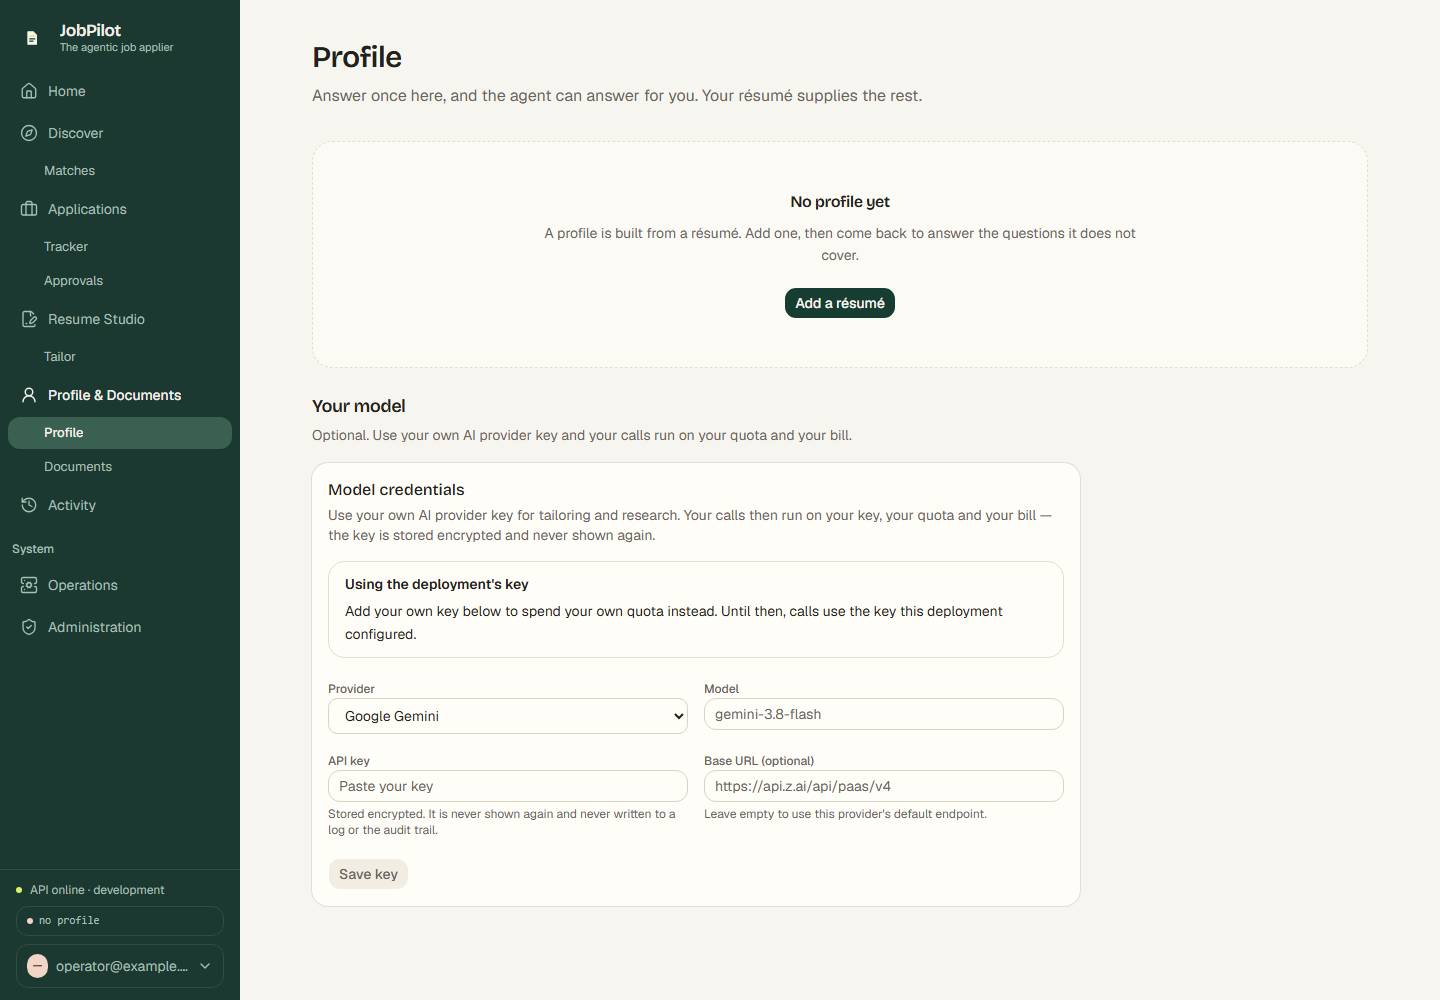 JobPilot
The agentic job applier
Home
Discover
Matches
Applications
Tracker
Approvals
Resume Studio
Tailor
Profile & Documents
Profile
Documents
Activity
System
Operations
Administration
API online · development
no profile
operator@example....
Profile
Answer once here, and the agent can answer for you. Your résumé supplies the rest.
No profile yet
A profile is built from a résumé. Add one, then come back to answer the questions it does not
cover.
Add a résumé
Your model
Optional. Use your own AI provider key and your calls run on your quota and your bill.
Model credentials
Use your own AI provider key for tailoring and research. Your calls then run on your key, your quota and your bill —
the key is stored encrypted and never shown again.
Using the deployment's key
Add your own key below to spend your own quota instead. Until then, calls use the key this deployment
configured.
Provider
Google Gemini
Model
gemini-3.8-flash
API key
Paste your key
Stored encrypted. It is never shown again and never written to a
log or the audit trail.
Base URL (optional)
https://api.z.ai/api/paas/v4
Leave empty to use this provider's default endpoint.
Save key